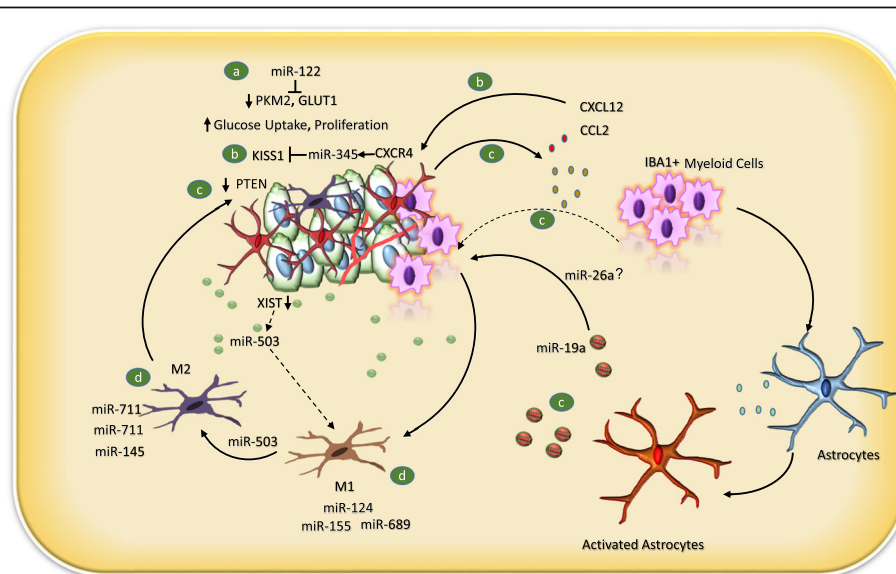 a
miR-122
PKM2, GLUT1
Glucose Uptake, Proliferation
b KISS1 miR-345 CXCR4
c PTEN
b
CXCL12
CCL2
c
IBA1+ Myeloid Cells
c
miR-26a?
XIST
miR-503
miR-19a
M2
d
miR-711
miR-711
miR-145
miR-503
c
M1
d
miR-124
miR-155 miR-689
Astrocytes
Activated Astrocytes